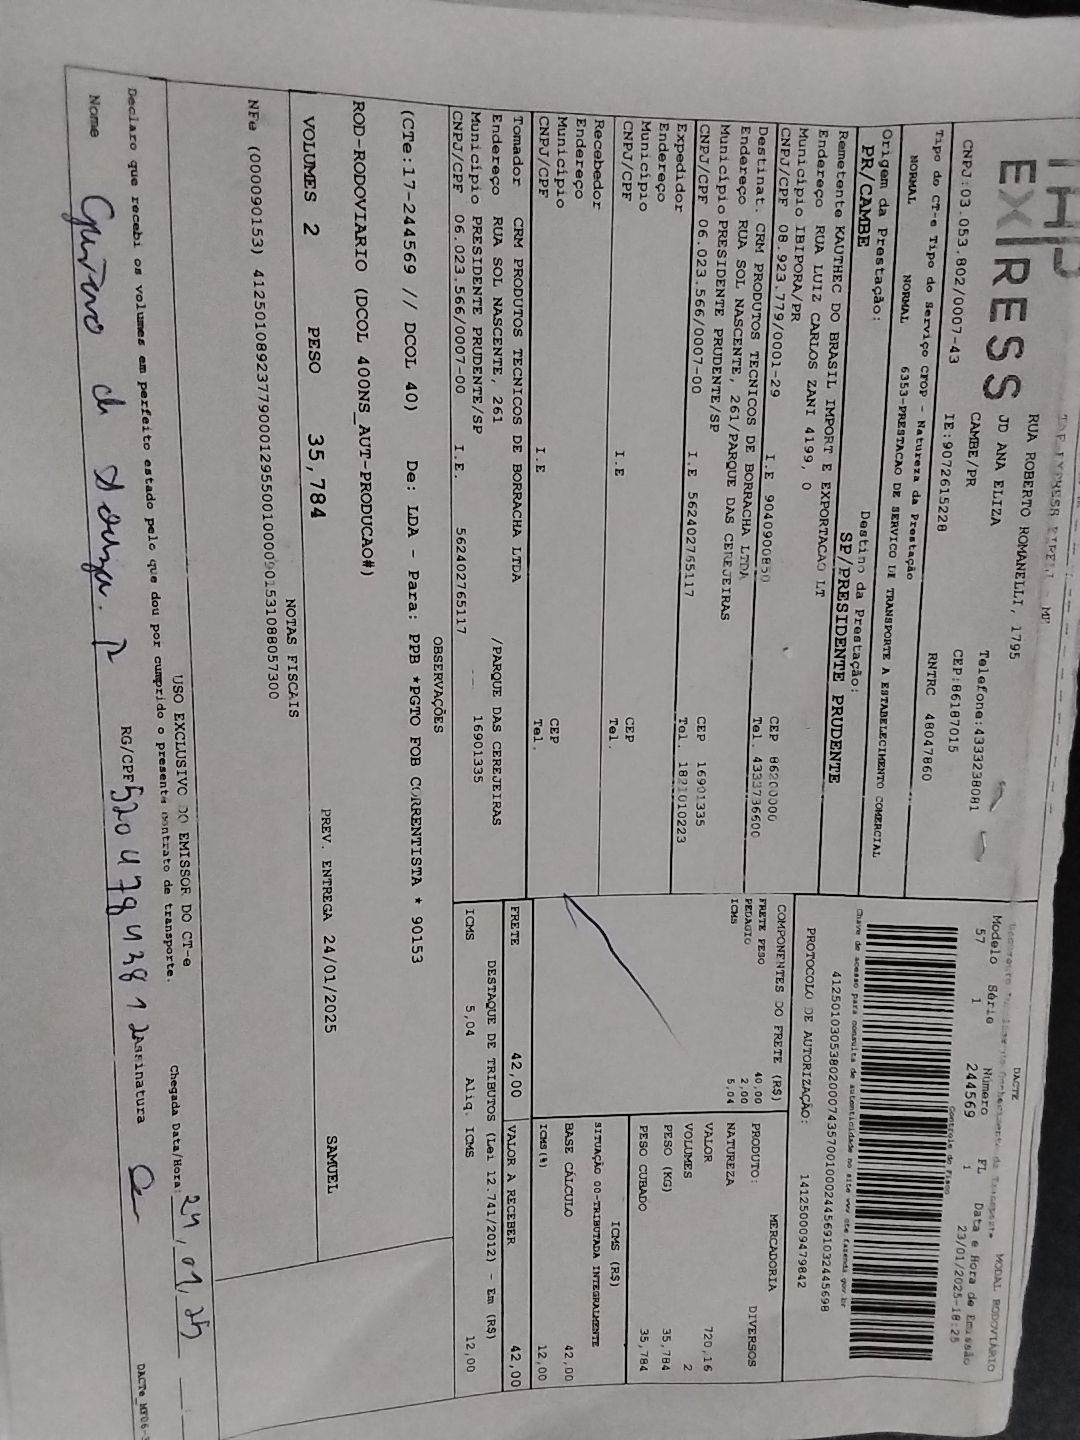 THP
EXPRESS
RUA ROBERTO ROMANELLI, 1795
JD ANA ELIZA
CAMBE/PR
Telefone:4333238081
CEP:86187015
CNPJ:03.053.802/0007-43 IE:9072615228 RNTRC 48047860
Tipo do CT-e Tipo do Serviço CFOP - Natureza da Prestação
NORMAL NORMAL 6353-PRESTACAO DE SERVICO DE TRANSPORTE A ESTABELECIMENTO COMERCIAL
Origem da Prestação: Destino da Prestação:
PR/CAMBE SP/PRESIDENTE PRUDENTE
Remetente KAUTHEC DO BRASIL IMPORT E EXPORTACAO LT
Endereço RUA LUIZ CARLOS ZANI 4199, 0
Município IBIPORA/PR CEP 86200000
CNPJ/CPF 08.923.779/0001-29 I.E 9040900850 Tel. 4333736600
Destinat. CRM PRODUTOS TECNICOS DE BORRACHA LTDA
Endereço RUA SOL NASCENTE, 261/PARQUE DAS CEREJEIRAS
Município PRESIDENTE PRUDENTE/SP CEP 16901335
CNPJ/CPF 06.023.566/0007-00 I.E 562402765117 Tel. 1821010223
Expedidor
Endereço
Município CEP
CNPJ/CPF I.E Tel.
Recebedor
Endereço
Município CEP
CNPJ/CPF I.E Tel.
Tomador CRM PRODUTOS TECNICOS DE BORRACHA LTDA
Endereço RUA SOL NASCENTE, 261 /PARQUE DAS CEREJEIRAS
Município PRESIDENTE PRUDENTE/SP 16901335
CNPJ/CPF 06.023.566/0007-00 I.E. 562402765117
DACTE
MODAL RODOVIÁRIO
Modelo Série Número FL Data e Hora de Emissão
57 1 244569 1 23/01/2025-18:25
Controle do Fisco
41250103053802000743570010002445691032445698
Chave de acesso para consulta de autenticidade no site www.cte.fazenda.gov.br
PROTOCOLO DE AUTORIZAÇÃO: 141250009479842
COMPONENTES DO FRETE (R$)
FRETE PESO 40,00
PEDAGIO 2,00
ICMS 5,04
MERCADORIA
PRODUTO: DIVERSOS
NATUREZA
VALOR 720,16
VOLUMES 2
PESO (KG) 35,784
PESO CUBADO 35,784
ICMS (R$)
SITUAÇÃO 00-TRIBUTADA INTEGRALMENTE
BASE CÁLCULO 42,00
ICMS(%) 12,00
FRETE 42,00 VALOR A RECEBER 42,00
DESTAQUE DE TRIBUTOS (Lei 12.741/2012) - Em (R$)
ICMS 5,04 Aliq. ICMS 12,00
OBSERVAÇÕES
(CTe:17-244569 // DCOL 40) De: LDA - Para: PPB *PGTO FOB CORRENTISTA * 90153
ROD-RODOVIARIO (DCOL 400NS_AUT-PRODUCAO#)
VOLUMES 2 PESO 35,784 PREV. ENTREGA 24/01/2025 SAMUEL
NOTAS FISCAIS
NFe (000090153) 41250108923779000129550010000901531088057300
USO EXCLUSIVO DO EMISSOR DO CT-e
Declaro que recebi os volumes em perfeito estado pelo que dou por cumprido o presente contrato de transporte.
Chegada Data/Hora: 24/01/25
Nome Gustavo de Souza. P RG/CPF 52047843812 Assinatura